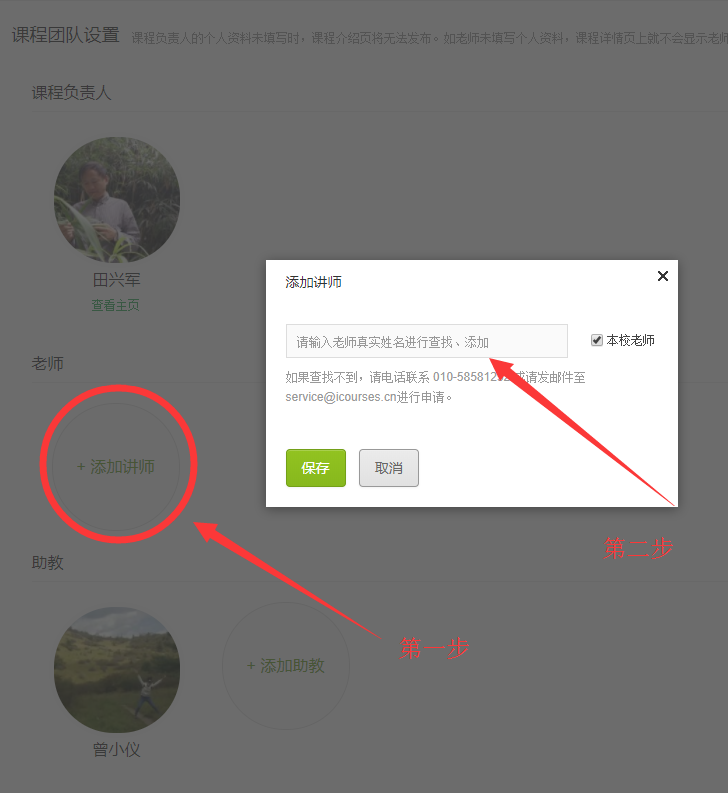 课程团队设置 课程负责人的个人资料未填写时，课程介绍页将无法发布。如老师未填写个人资料，课程详情页上就不会显示老师
课程负责人
田兴军
查看主页
添加讲师
请输入老师真实姓名进行查找、添加
本校老师
老师
如果查找不到，请电话联系 010-58581 或请发邮件至
service@icourses.cn进行申请。
+ 添加讲师
保存 取消
第二步
助教
第一步
+ 添加助教
曾小仪